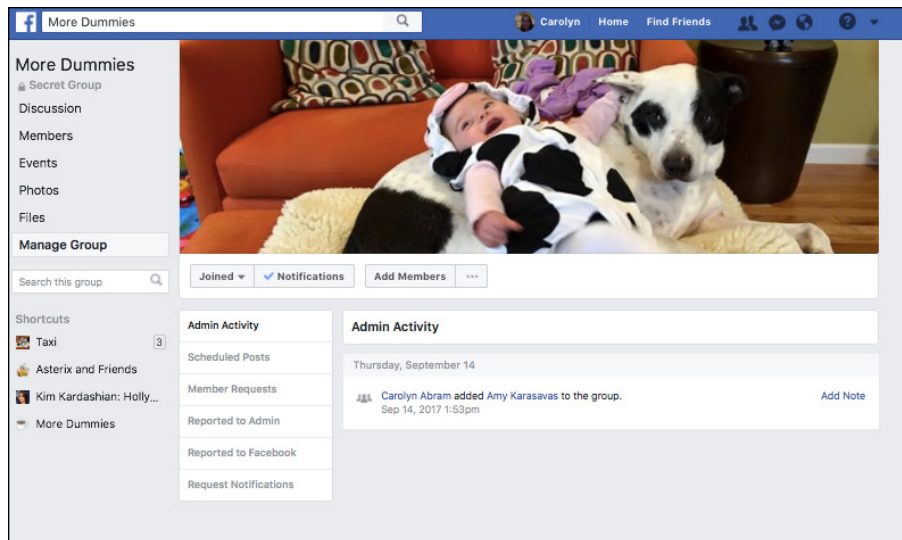 More Dummies
Carolyn
Home
Find Friends
More Dummies
Secret Group
Discussion
Members
Events
Photos
Files
Manage Group
Search this group
Shortcuts
Taxi
3
Asterix and Friends
Kim Kardashian: Holly...
More Dummies
Joined
Notifications
Add Members
Admin Activity
Scheduled Posts
Member Requests
Reported to Admin
Reported to Facebook
Request Notifications
Admin Activity
Thursday, September 14
Carolyn Abram added Amy Karasavas to the group.
Add Note
Sep 14, 2017 1:53pm